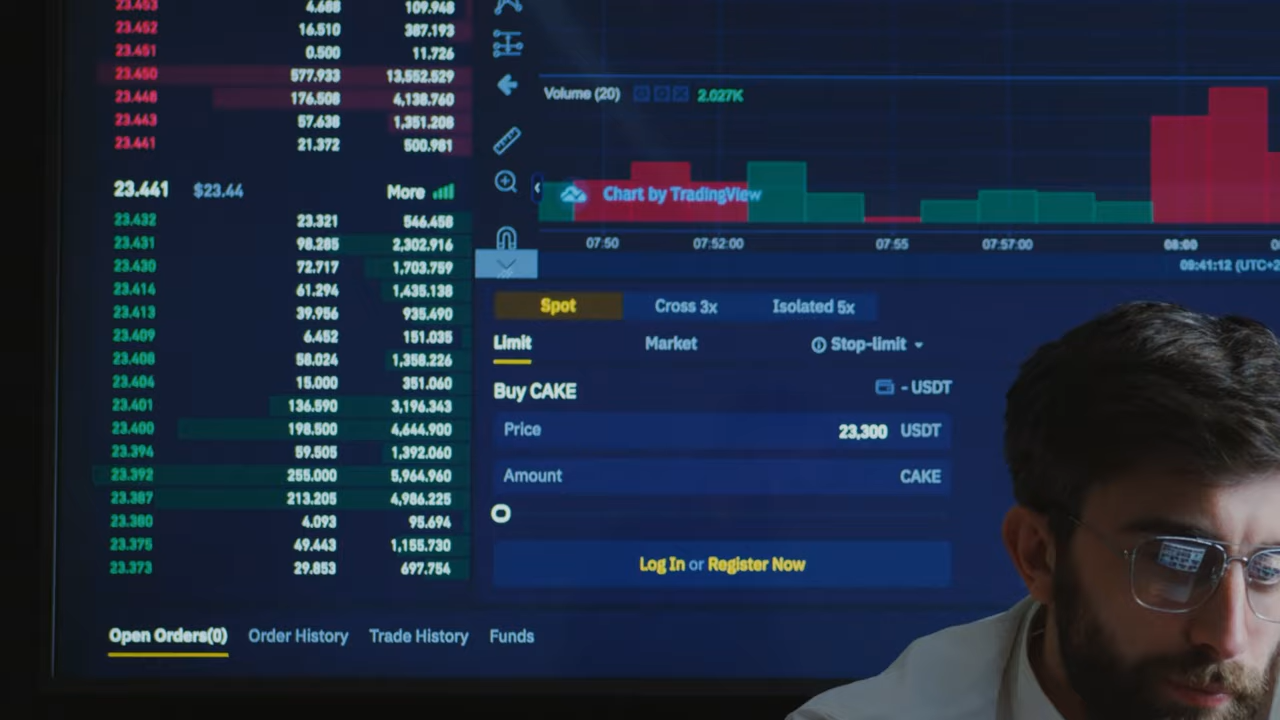 23.453 4.688 109.948
23.452 16.510 387.193
23.451 0.500 11.726
23.450 577.933 13,552.529
23.448 176.508 4,138.760
23.443 57.638 1,351.208
23.441 21.372 500.981
23.441 $23.44 More
23.432 23.321 546.458
23.431 98.285 2,302.916
23.430 72.717 1,703.759
23.414 61.294 1,435.138
23.413 39.956 935.490
23.409 6.452 151.035
23.408 58.024 1,358.226
23.404 15.000 351.060
23.401 136.590 3,196.343
23.400 198.500 4,644.900
23.394 59.505 1,392.060
23.392 255.000 5,964.960
23.387 213.205 4,986.225
23.380 4.093 95.694
23.375 49.443 1,155.730
23.373 29.853 697.754
Open Orders(0) Order History Trade History Funds
Volume (20) 2.027K
Chart by TradingView
07:50 07:52:00 07:55 07:57:00 08:00
09:41:12 (UTC+2
Spot Cross 3x Isolated 5x
Limit Market Stop-limit
Buy CAKE - USDT
Price 23,300 USDT
Amount CAKE
Log In or Register Now